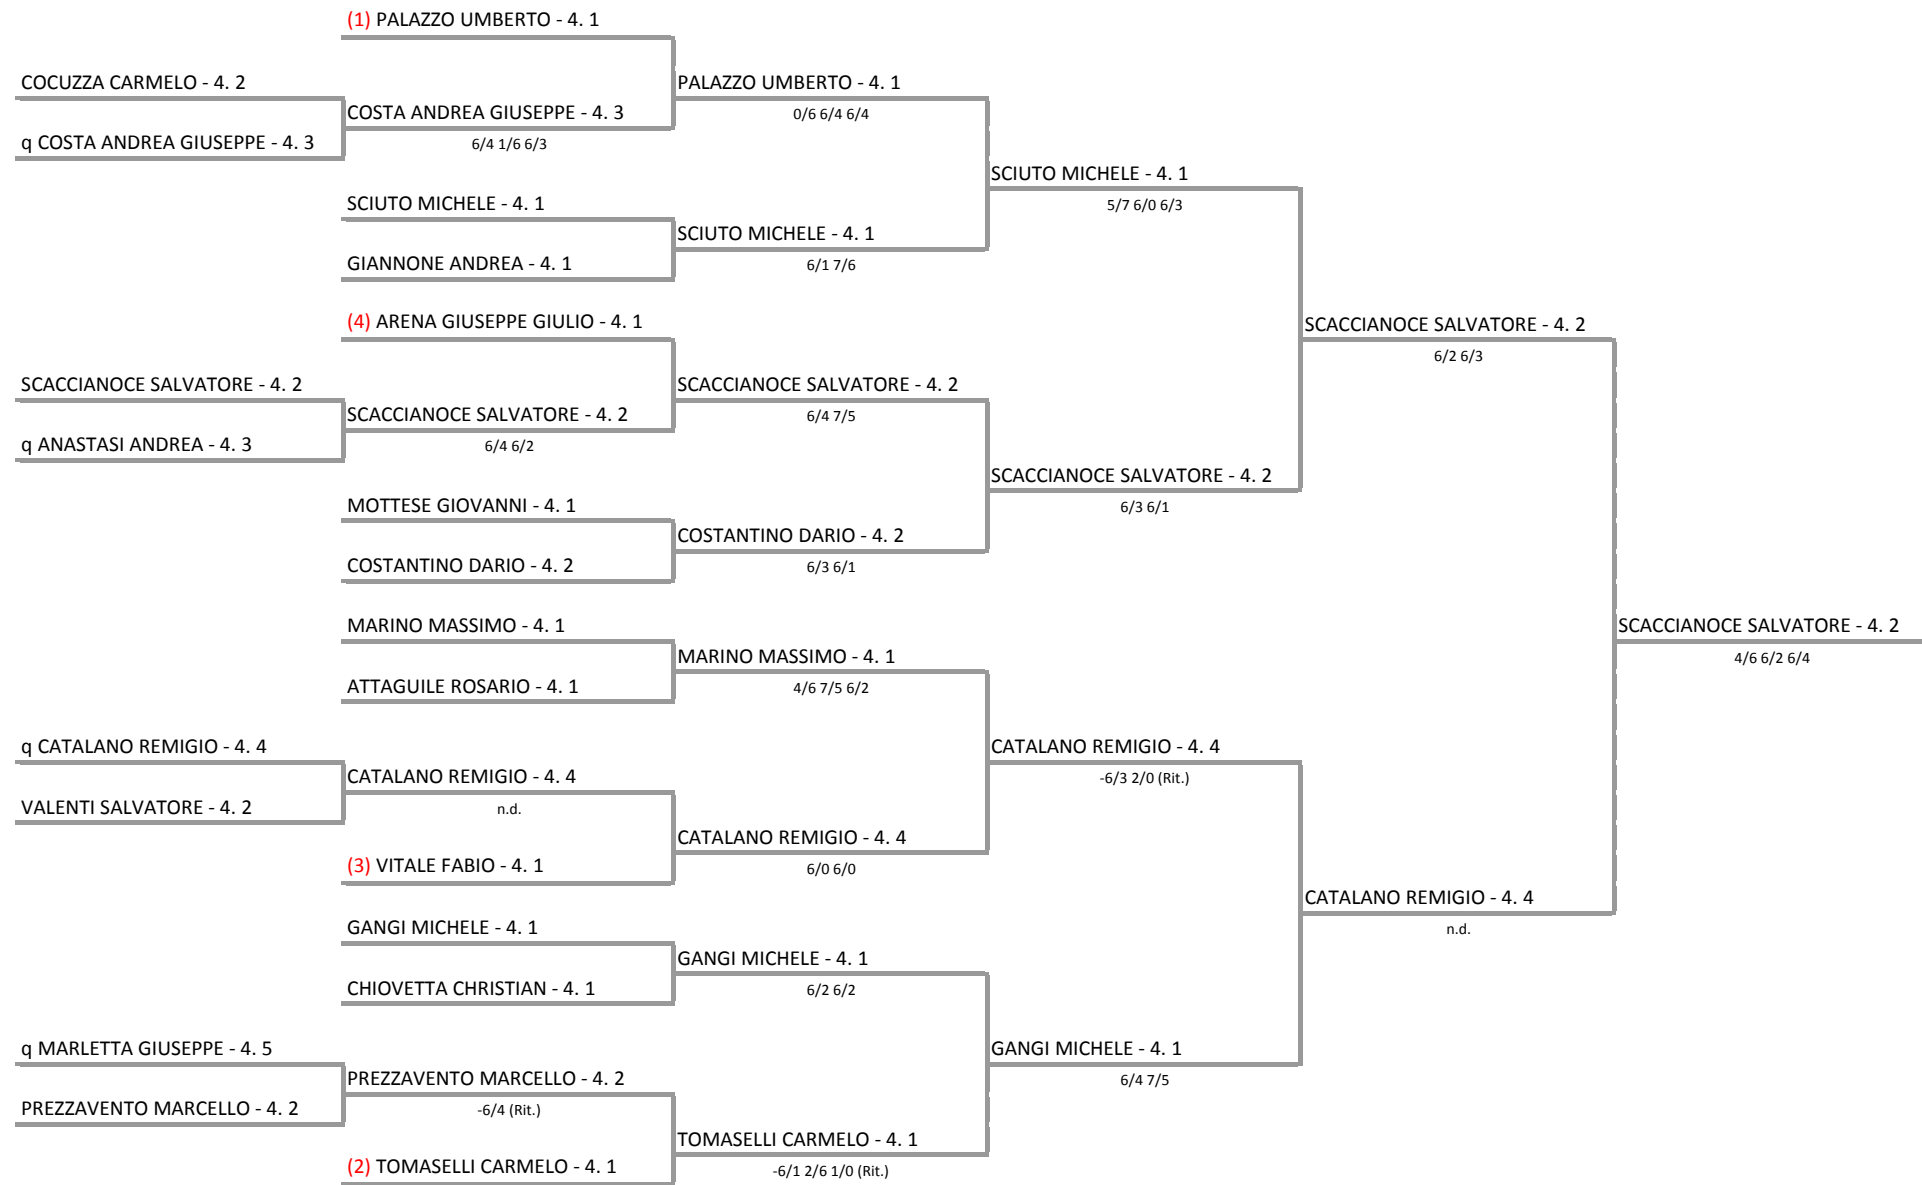 (1) PALAZZO UMBERTO - 4. 1
COCUZZA CARMELO - 4. 2
PALAZZO UMBERTO - 4. 1
COSTA ANDREA GIUSEPPE - 4. 3
0/6 6/4 6/4
q COSTA ANDREA GIUSEPPE - 4. 3
6/4 1/6 6/3
SCIUTO MICHELE - 4. 1
SCIUTO MICHELE - 4. 1
5/7 6/0 6/3
SCIUTO MICHELE - 4. 1
GIANNONE ANDREA - 4. 1
6/1 7/6
(4) ARENA GIUSEPPE GIULIO - 4. 1
SCACCIANOCE SALVATORE - 4. 2
6/2 6/3
SCACCIANOCE SALVATORE - 4. 2
SCACCIANOCE SALVATORE - 4. 2
SCACCIANOCE SALVATORE - 4. 2
6/4 7/5
q ANASTASI ANDREA - 4. 3
6/4 6/2
SCACCIANOCE SALVATORE - 4. 2
MOTTESE GIOVANNI - 4. 1
6/3 6/1
COSTANTINO DARIO - 4. 2
COSTANTINO DARIO - 4. 2
6/3 6/1
MARINO MASSIMO - 4. 1
SCACCIANOCE SALVATORE - 4. 2
MARINO MASSIMO - 4. 1
4/6 6/2 6/4
ATTAGUILE ROSARIO - 4. 1
4/6 7/5 6/2
q CATALANO REMIGIO - 4. 4
CATALANO REMIGIO - 4. 4
CATALANO REMIGIO - 4. 4
-6/3 2/0 (Rit.)
VALENTI SALVATORE - 4. 2
n.d.
CATALANO REMIGIO - 4. 4
(3) VITALE FABIO - 4. 1
6/0 6/0
CATALANO REMIGIO - 4. 4
GANGI MICHELE - 4. 1
n.d.
GANGI MICHELE - 4. 1
CHIOVETTA CHRISTIAN - 4. 1
6/2 6/2
q MARLETTA GIUSEPPE - 4. 5
GANGI MICHELE - 4. 1
PREZZAVENTO MARCELLO - 4. 2
6/4 7/5
PREZZAVENTO MARCELLO - 4. 2
-6/4 (Rit.)
TOMASELLI CARMELO - 4. 1
(2) TOMASELLI CARMELO - 4. 1
-6/1 2/6 1/0 (Rit.)